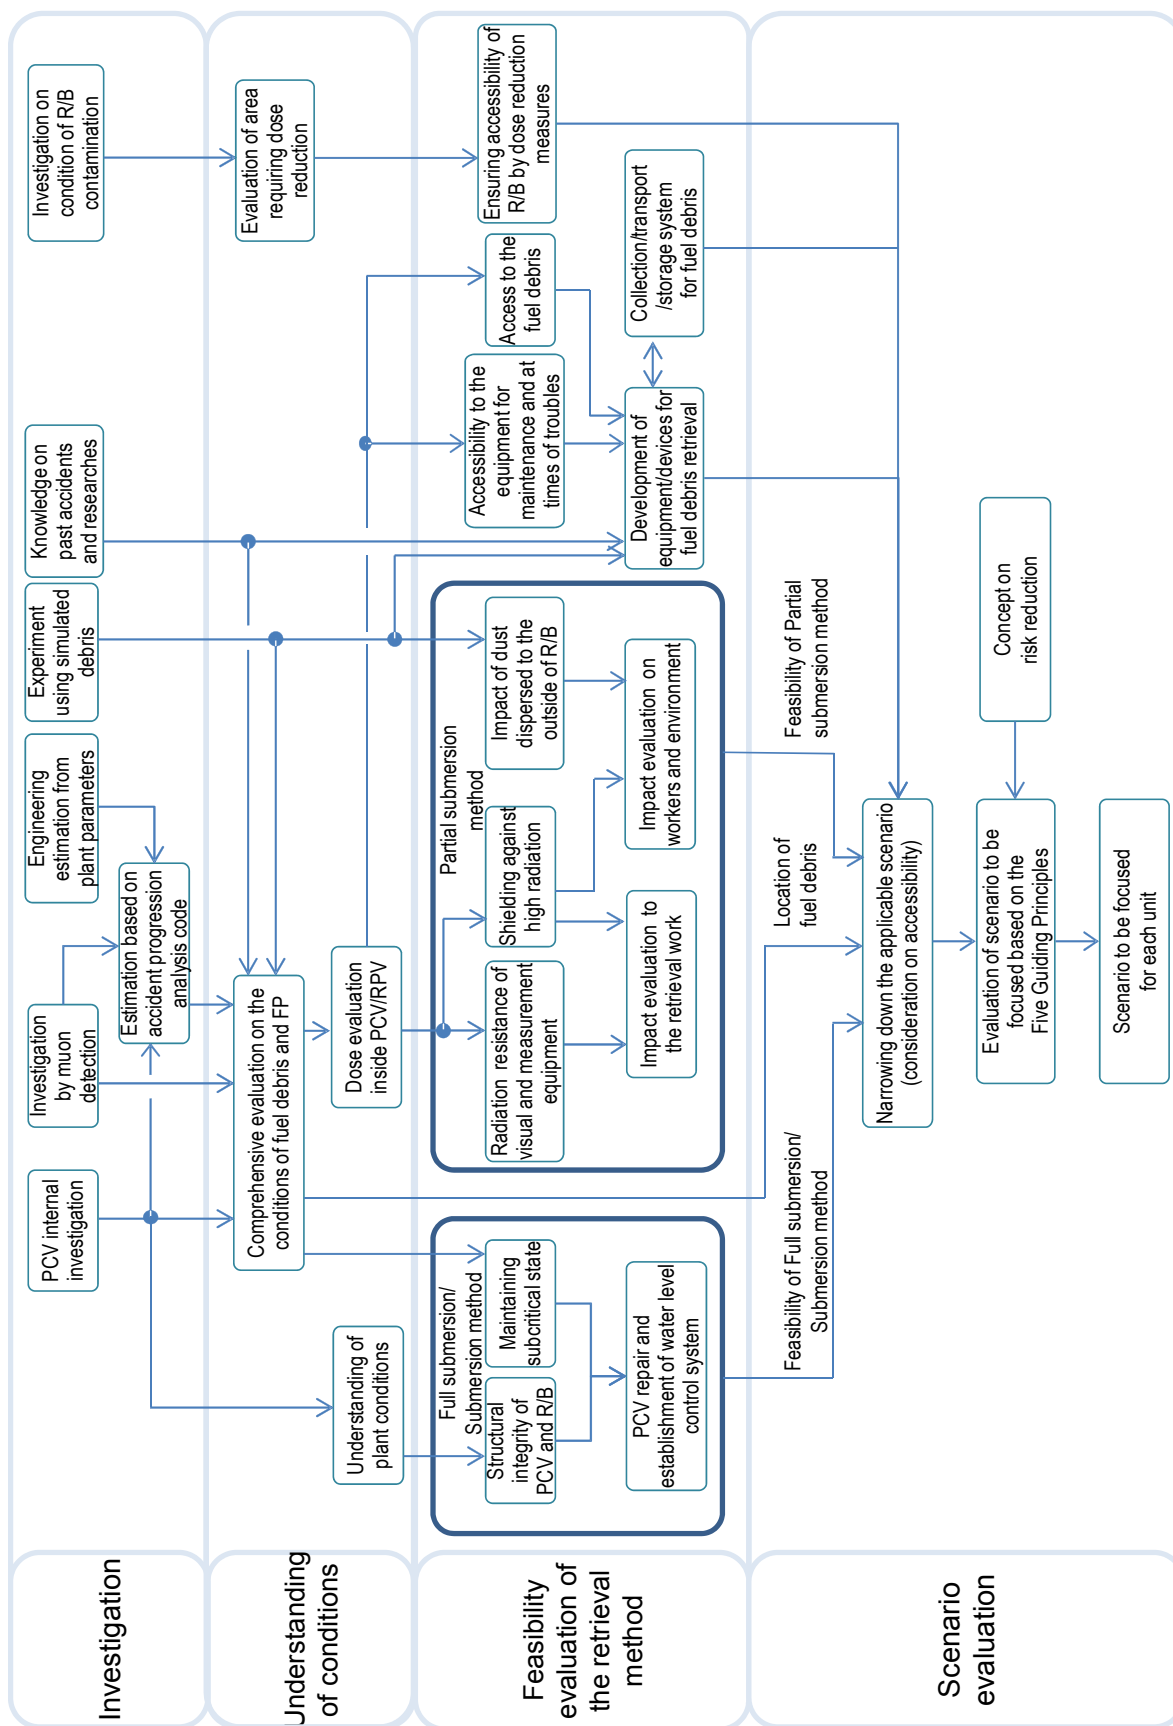 Investigation
PCV internal
investigation
Investigation
by muon
detection
Engineering
estimation from
plant parameters
Experiment
using simulated
debris
Knowledge on
past accidents
and researches
Investigation on
condition of R/B
contamination
Estimation based on
accident progression
analysis code
Understanding
of conditions
Comprehensive evaluation on the
conditions of fuel debris and FP
Evaluation of area
requiring dose
reduction
Understanding of
plant conditions
Dose evaluation
inside PCV/RPV
Feasibility
evaluation of
the retrieval
method
Full submersion/
Submersion method
Structural
integrity of
PCV and R/B
Maintaining
subcritical state
PCV repair and
establishment of water level
control system
Partial submersion
method
Radiation resistance of
visual and measurement
equipment
Shielding against
high radiation
Impact of dust
dispersed to the
outside of R/B
Impact evaluation to
the retrieval work
Impact evaluation on
workers and environment
Accessibility to the
equipment for
maintenance and at
times of troubles
Access to the
fuel debris
Ensuring accessibility of
R/B by dose reduction
measures
Development of
equipment/devices for
fuel debris retrieval
Collection/transport
/storage system
for fuel debris
Scenario
evaluation
Feasibility of Full submersion/
Submersion method
Location of
fuel debris
Feasibility of Partial
submersion method
Narrowing down the applicable scenario
(consideration on accessibility)
Evaluation of scenario to be
focused based on the
Five Guiding Principles
Concept on
risk reduction
Scenario to be focused
for each unit